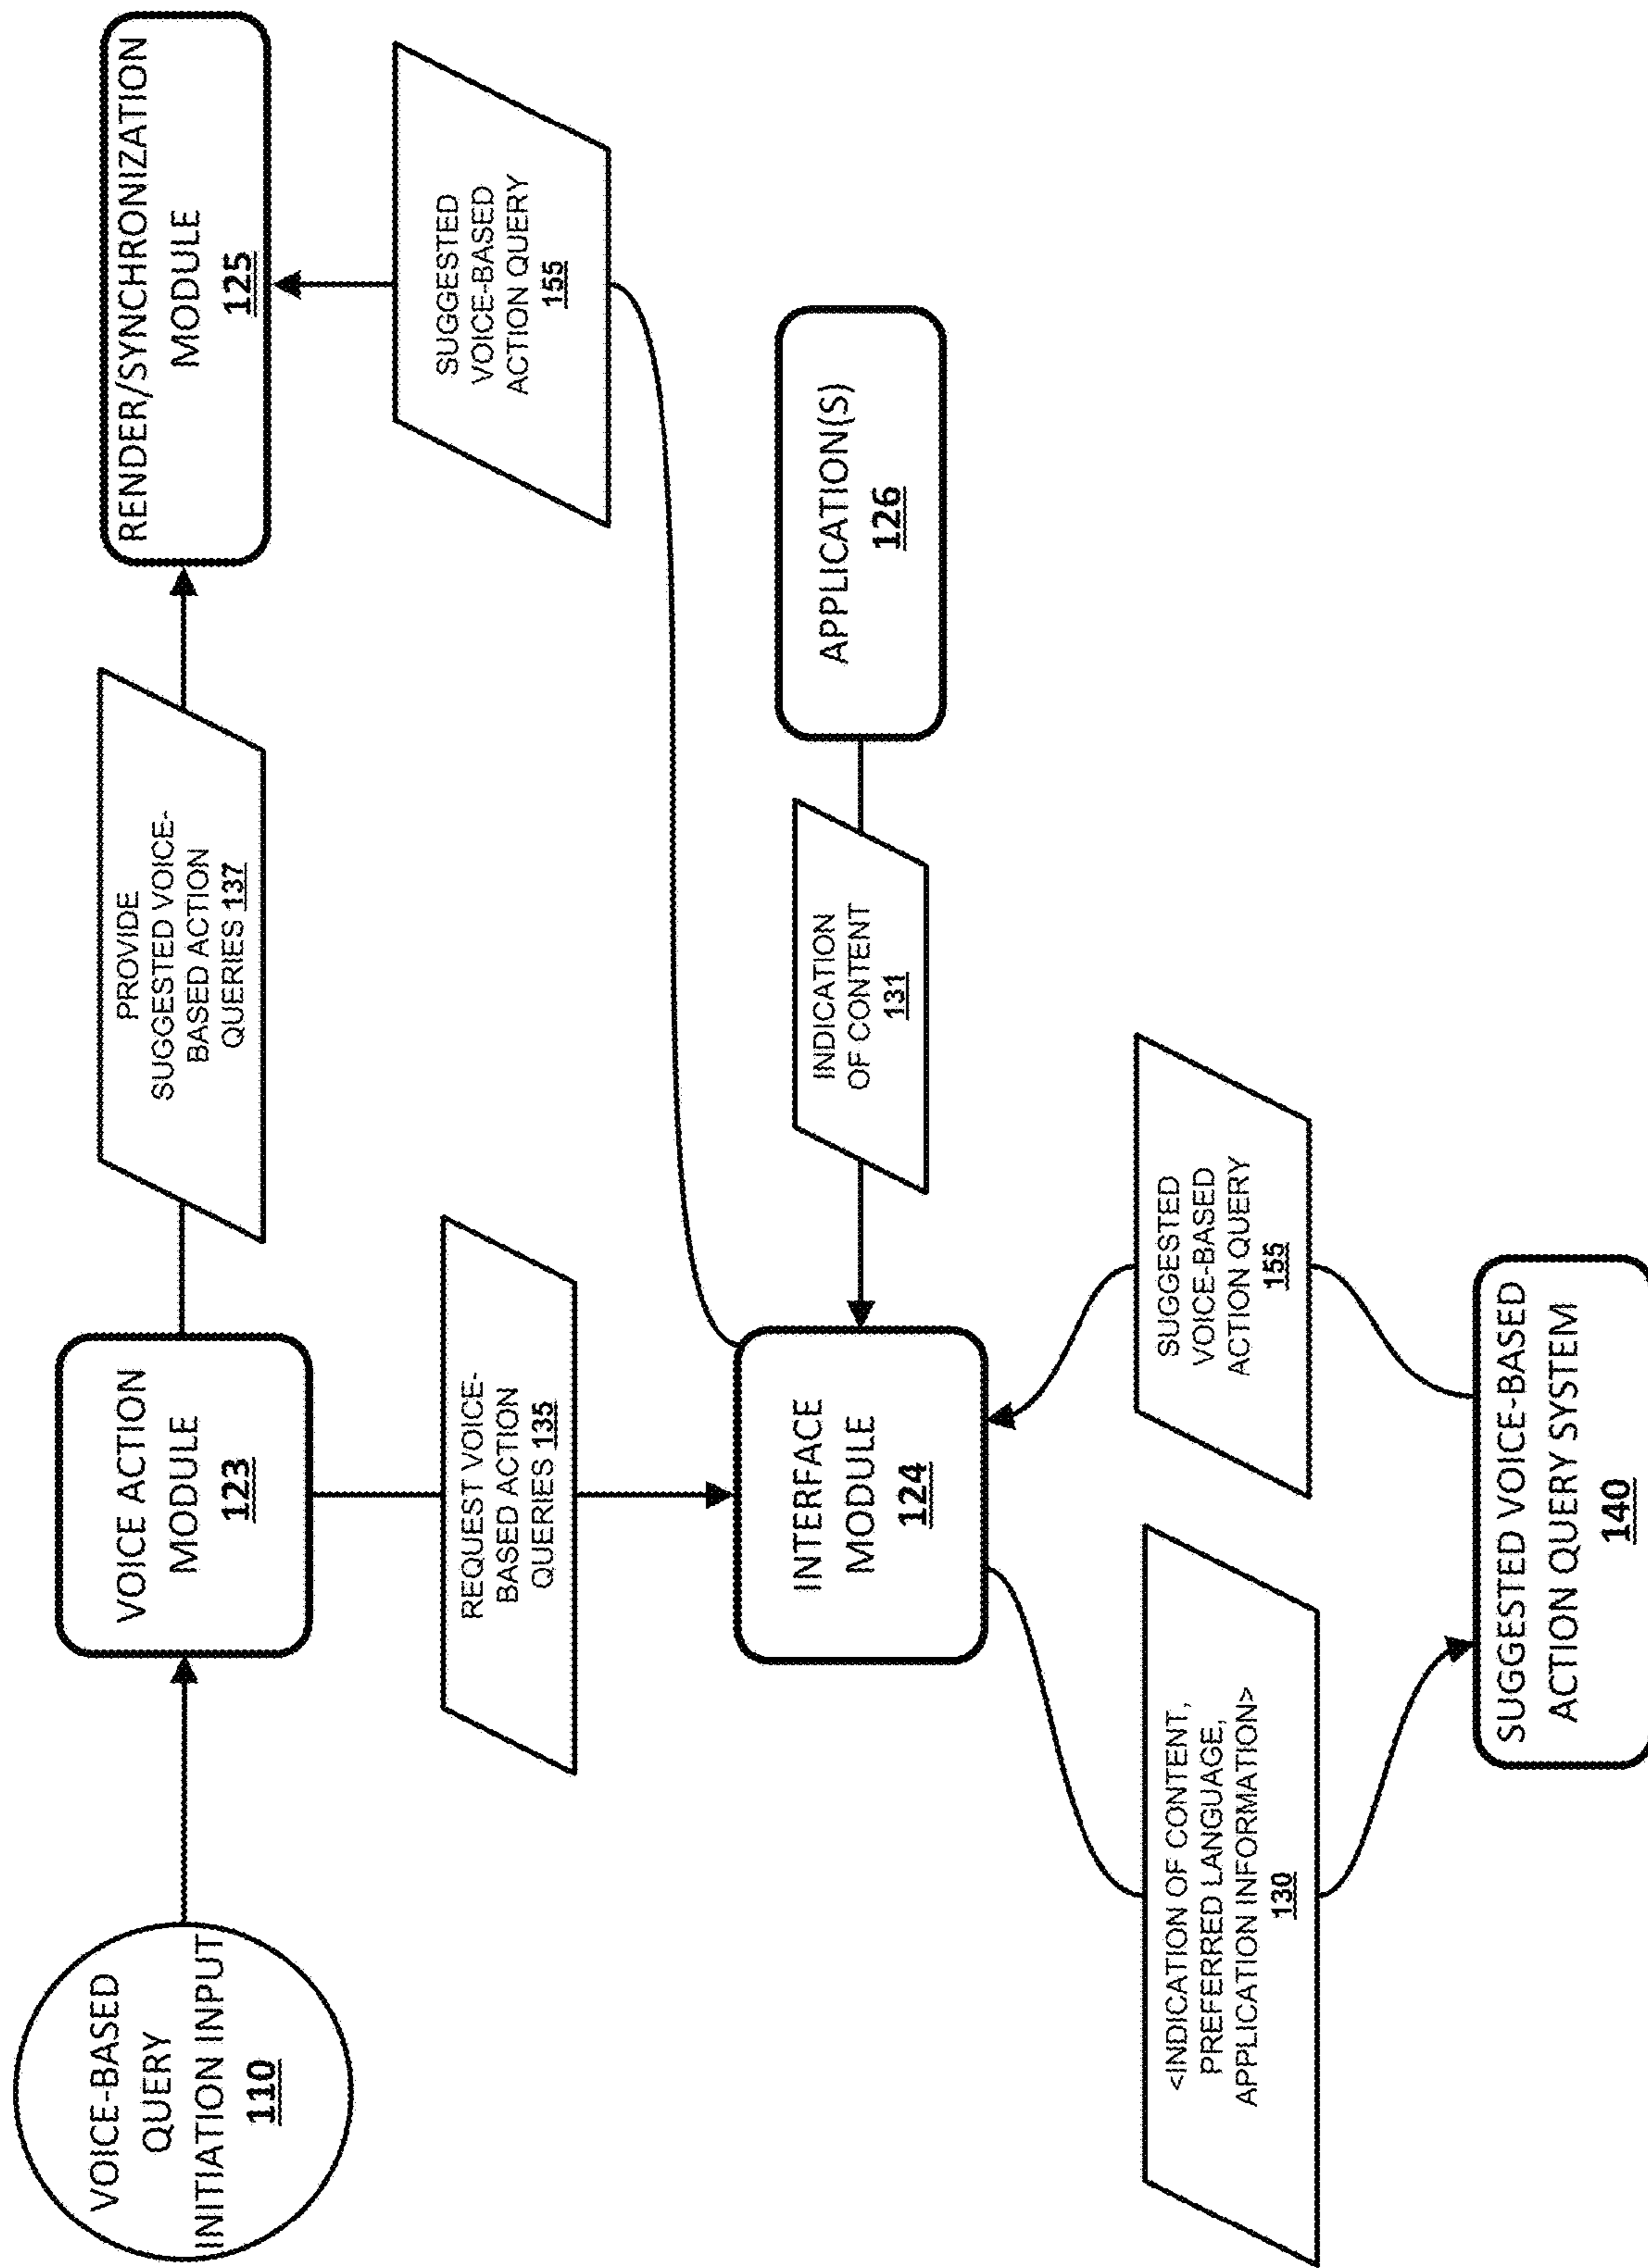 VOICE-BASED
QUERY
INITIATION INPUT
110
VOICE ACTION
MODULE
123
PROVIDE
SUGGESTED VOICE-
BASED ACTION
QUERIES 137
RENDER/SYNCHRONIZATION
MODULE
125
REQUEST VOICE-
BASED ACTION
QUERIES 135
SUGGESTED
VOICE-BASED
ACTION QUERY
155
INTERFACE
MODULE
124
INDICATION
OF CONTENT
131
APPLICATION(S)
126
<INDICATION OF CONTENT,
PREFERRED LANGUAGE,
APPLICATION INFORMATION>
130
SUGGESTED
VOICE-BASED
ACTION QUERY
155
SUGGESTED VOICE-BASED
ACTION QUERY SYSTEM
140